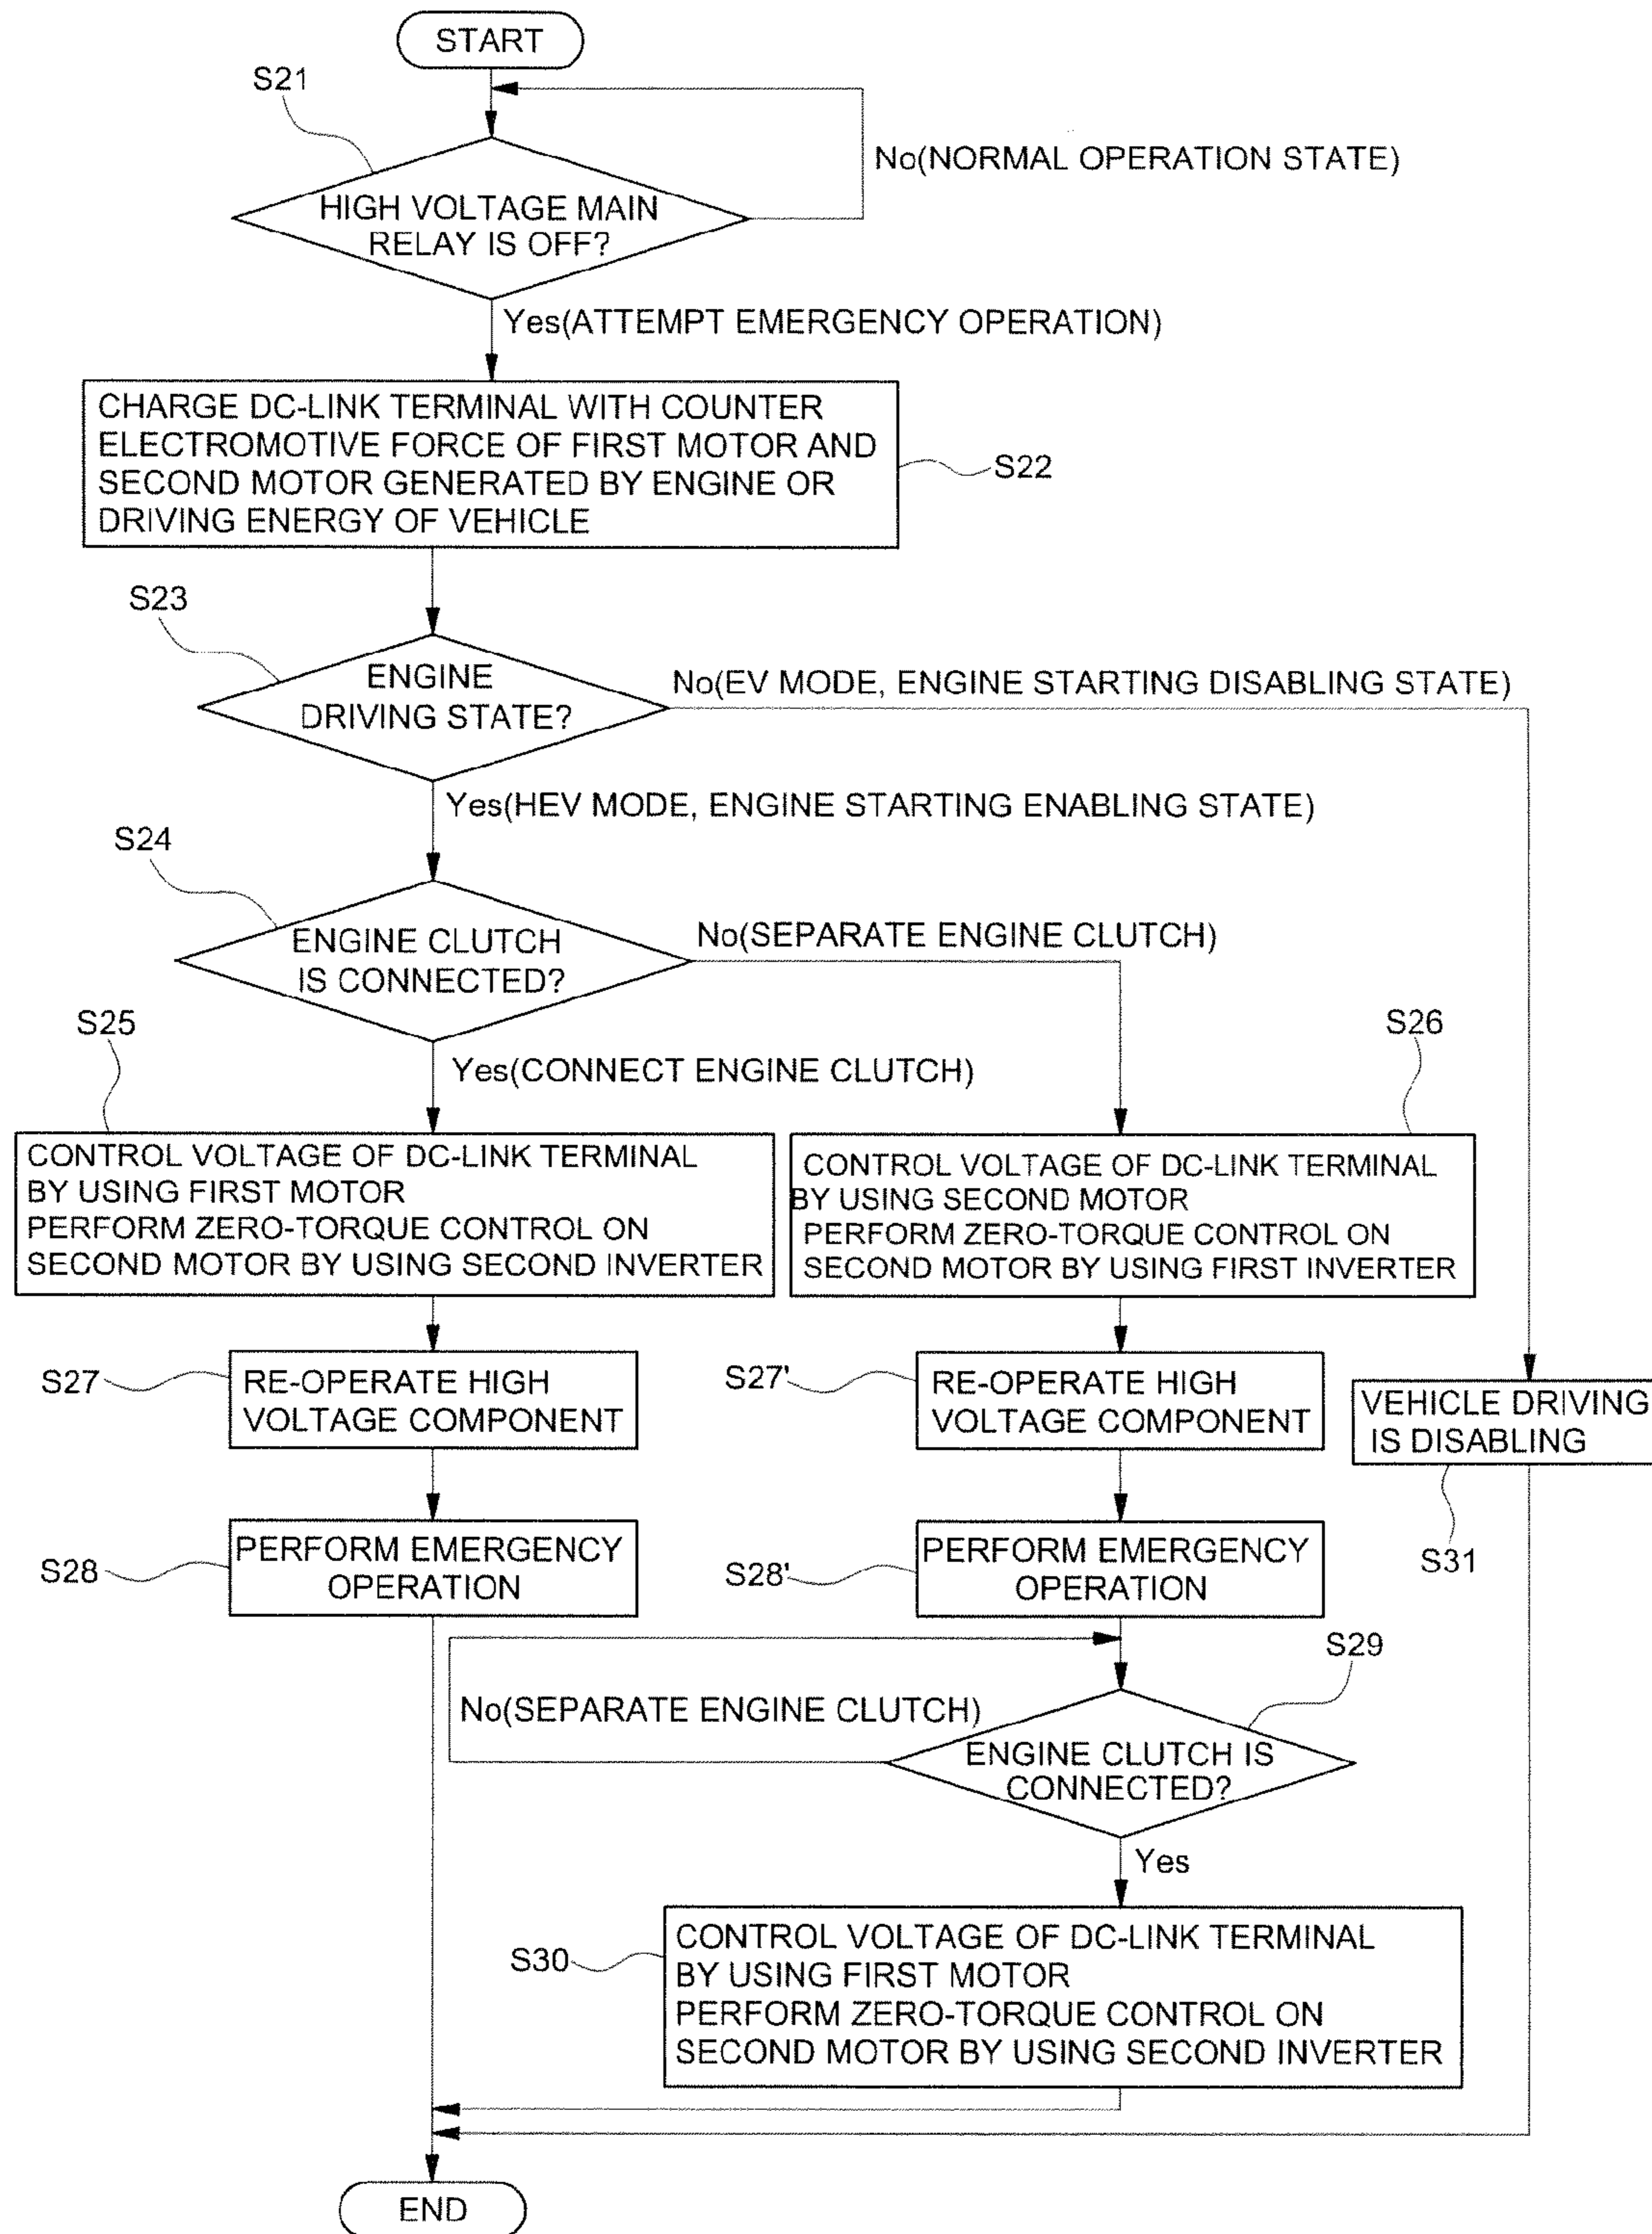 START
S21
No(NORMAL OPERATION STATE)
HIGH VOLTAGE MAIN
RELAY IS OFF?
Yes(ATTEMPT EMERGENCY OPERATION)
CHARGE DC-LINK TERMINAL WITH COUNTER
ELECTROMOTIVE FORCE OF FIRST MOTOR AND
SECOND MOTOR GENERATED BY ENGINE OR
DRIVING ENERGY OF VEHICLE
S22
S23
ENGINE
DRIVING STATE?
No(EV MODE, ENGINE STARTING DISABLING STATE)
Yes(HEV MODE, ENGINE STARTING ENABLING STATE)
S24
ENGINE CLUTCH
IS CONNECTED?
No(SEPARATE ENGINE CLUTCH)
S25
S26
Yes(CONNECT ENGINE CLUTCH)
CONTROL VOLTAGE OF DC-LINK TERMINAL
BY USING FIRST MOTOR
PERFORM ZERO-TORQUE CONTROL ON
SECOND MOTOR BY USING SECOND INVERTER
CONTROL VOLTAGE OF DC-LINK TERMINAL
BY USING SECOND MOTOR
PERFORM ZERO-TORQUE CONTROL ON
SECOND MOTOR BY USING FIRST INVERTER
S27
RE-OPERATE HIGH
VOLTAGE COMPONENT
S27'
RE-OPERATE HIGH
VOLTAGE COMPONENT
VEHICLE DRIVING
IS DISABLING
S31
S28
PERFORM EMERGENCY
OPERATION
S28'
PERFORM EMERGENCY
OPERATION
S29
No(SEPARATE ENGINE CLUTCH)
ENGINE CLUTCH IS
CONNECTED?
Yes
S30
CONTROL VOLTAGE OF DC-LINK TERMINAL
BY USING FIRST MOTOR
PERFORM ZERO-TORQUE CONTROL ON
SECOND MOTOR BY USING SECOND INVERTER
END